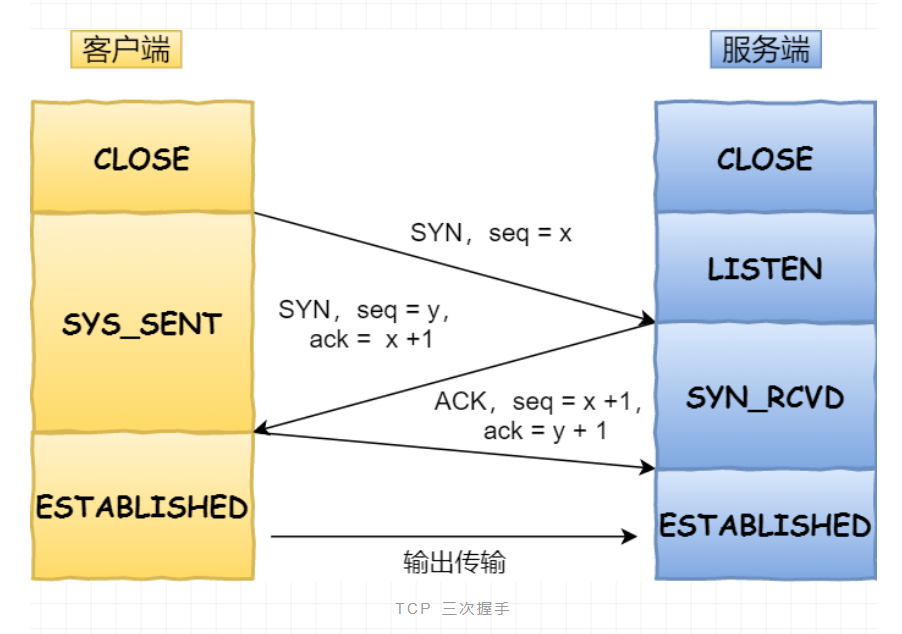 客户端
服务端
CLOSE
CLOSE
SYN，seq = x
LISTEN
SYS_SENT
SYN，seq = y，
ack =  x +1
SYN_RCVD
ACK，seq = x +1，
ack = y + 1
ESTABLISHED
ESTABLISHED
输出传输
TCP 三次握手